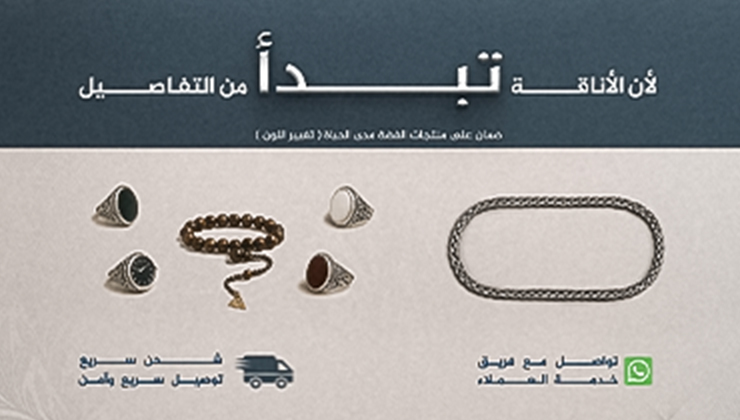 لأن الأناقة تبدأ من التفاصيل
ضمان على منتجات الفضة مدى الحياة ( تغيير اللون )
تواصل مع فريق
خدمة العملاء
شحن سريع
توصيل سريع وآمن